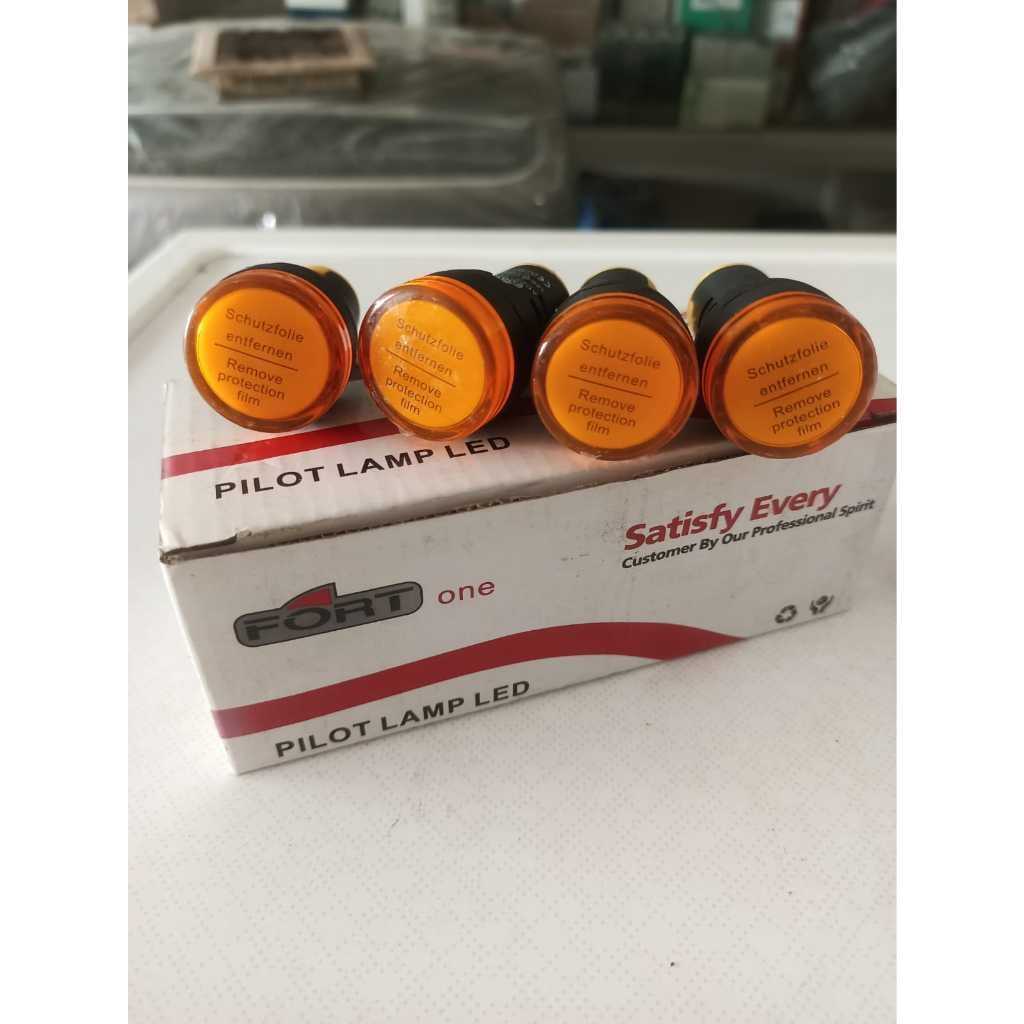 Schutzfolie
entfernen
Remove
protection
film
Schutzfolie
entfernen
Remove
protection
film
Schutzfolie
entfernen
Remove
protection
film
Schutzfolie
entfernen
Remove
protection
film
PILOT LAMP LED
Satisfy Every
Customer By Our Professional Spirit
FORT one
PILOT LAMP LED